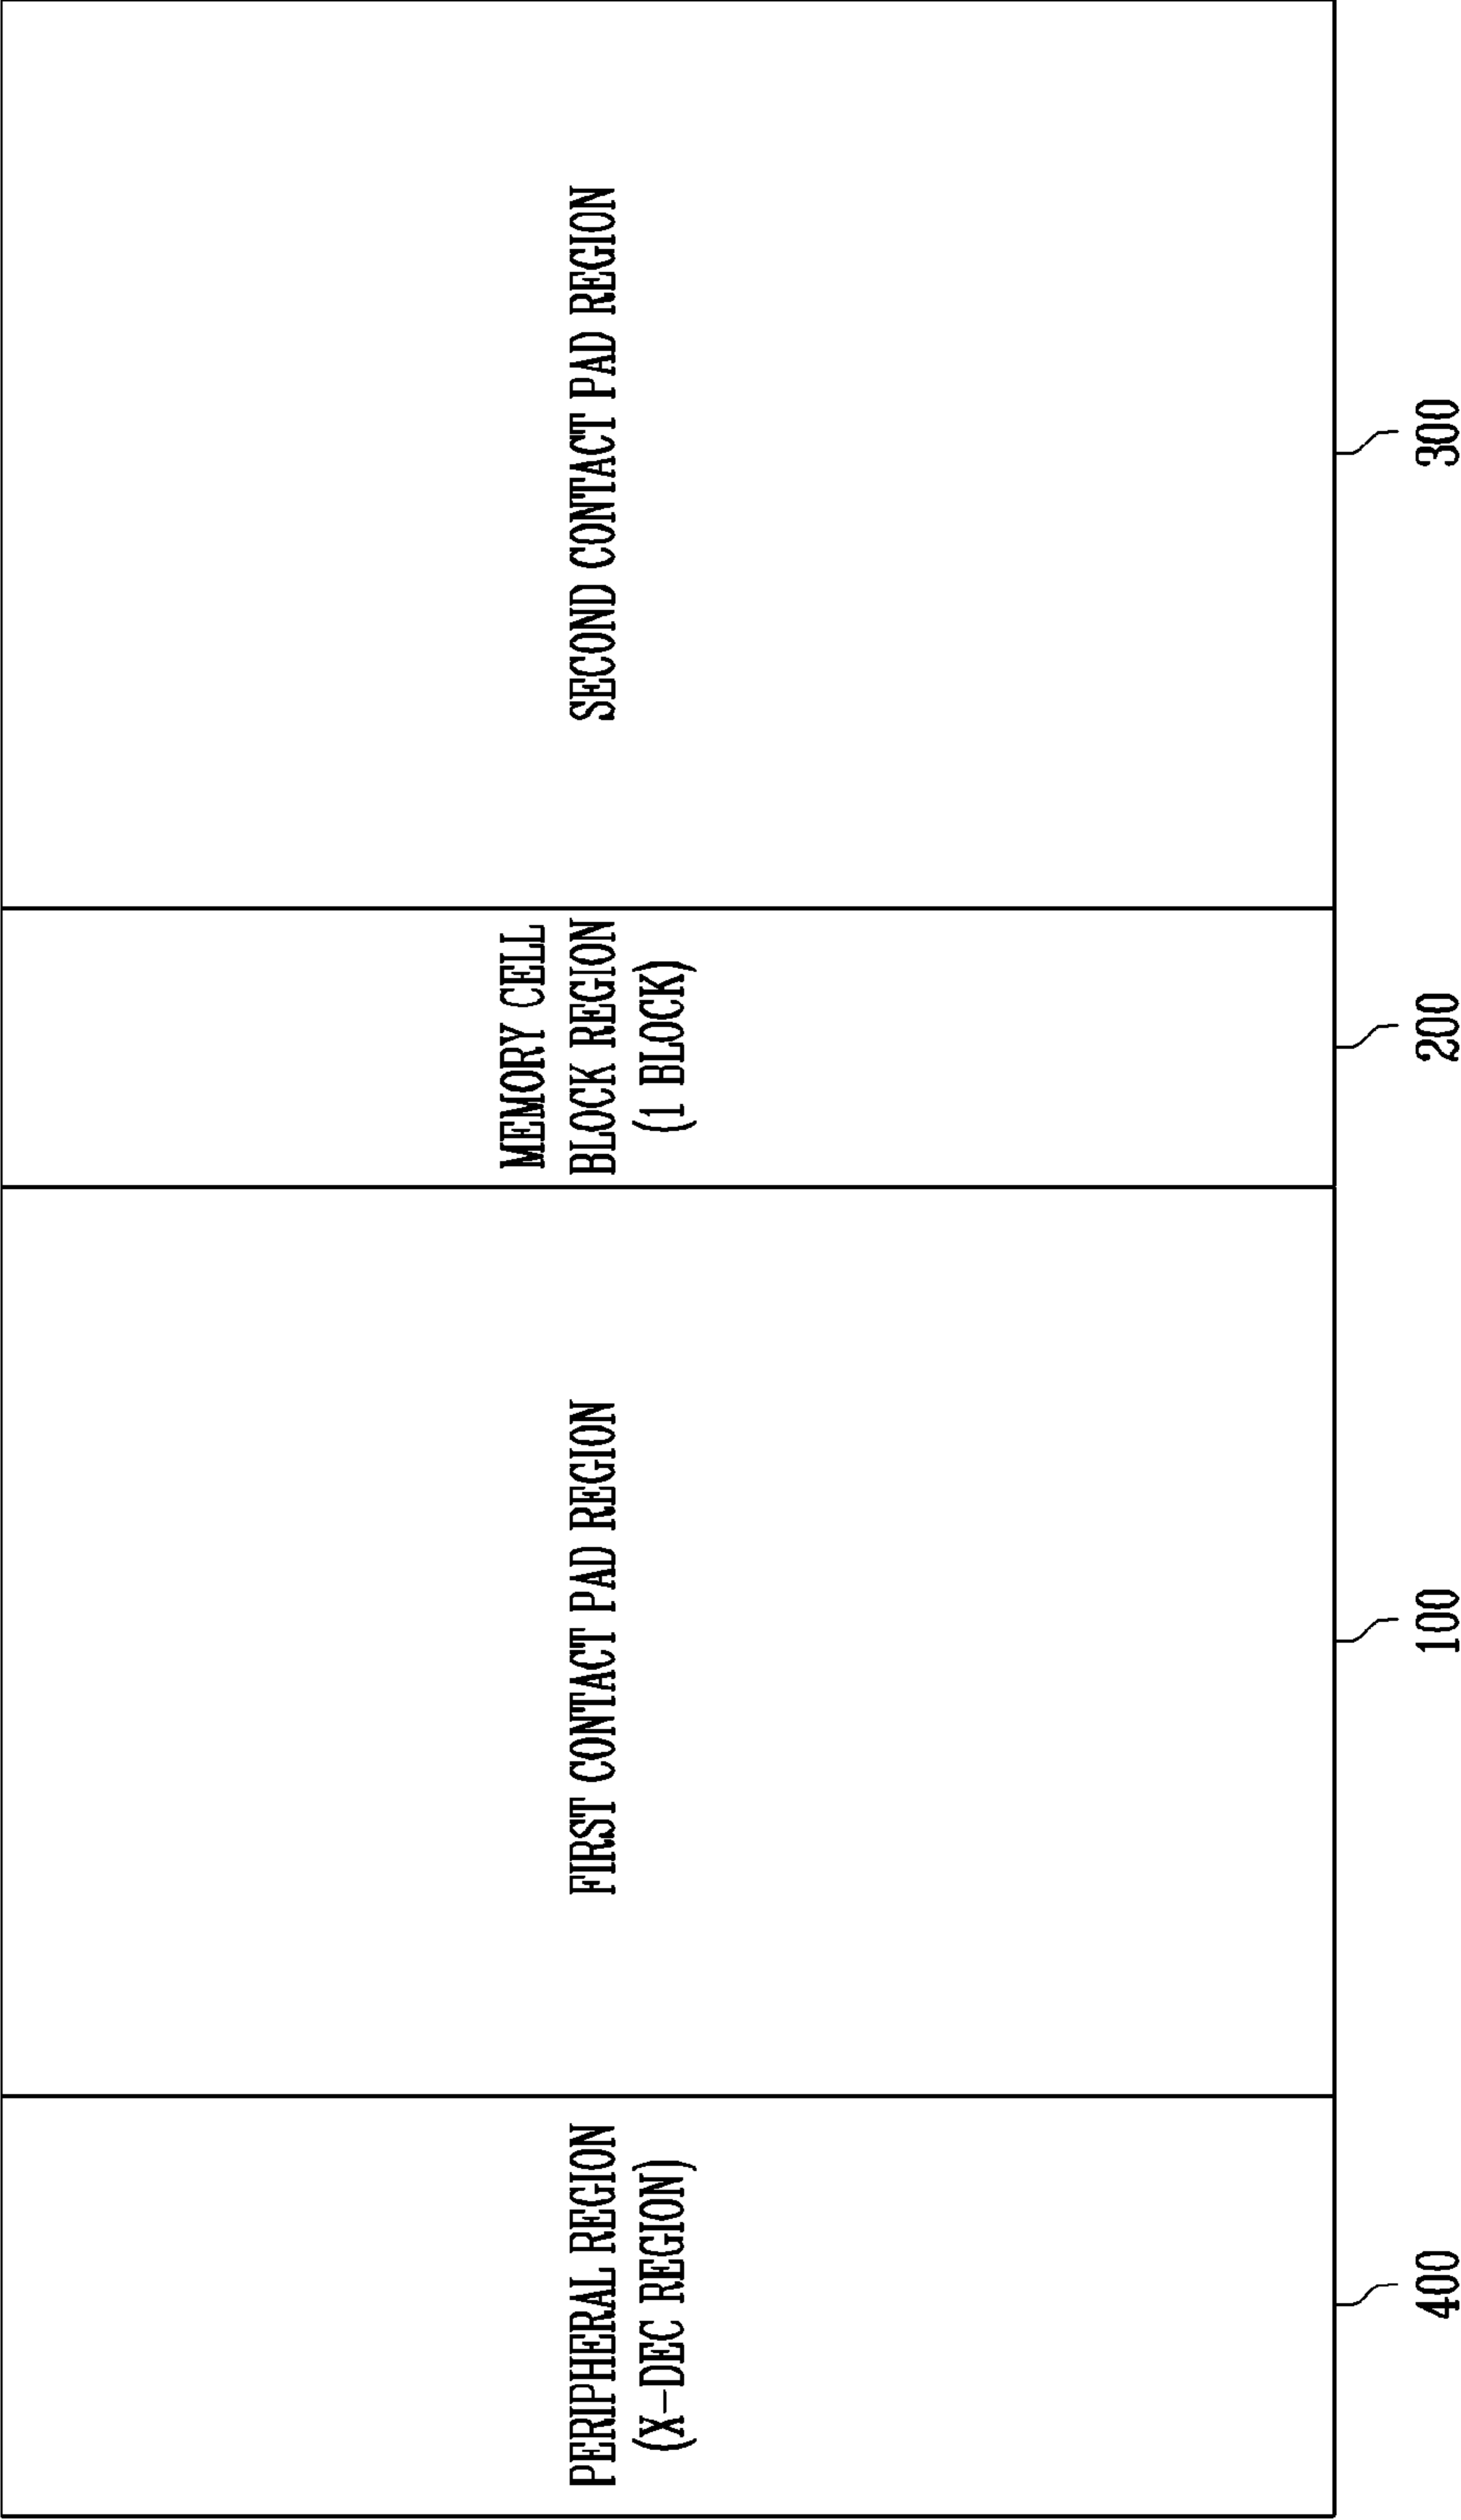 PERIPHERAL REGION
(X-DEC REGION)
FIRST CONTACT PAD REGION
MEMORY CELL
BLOCK REGION
(1 BLOCK)
SECOND CONTACT PAD REGION
400
100
200
300